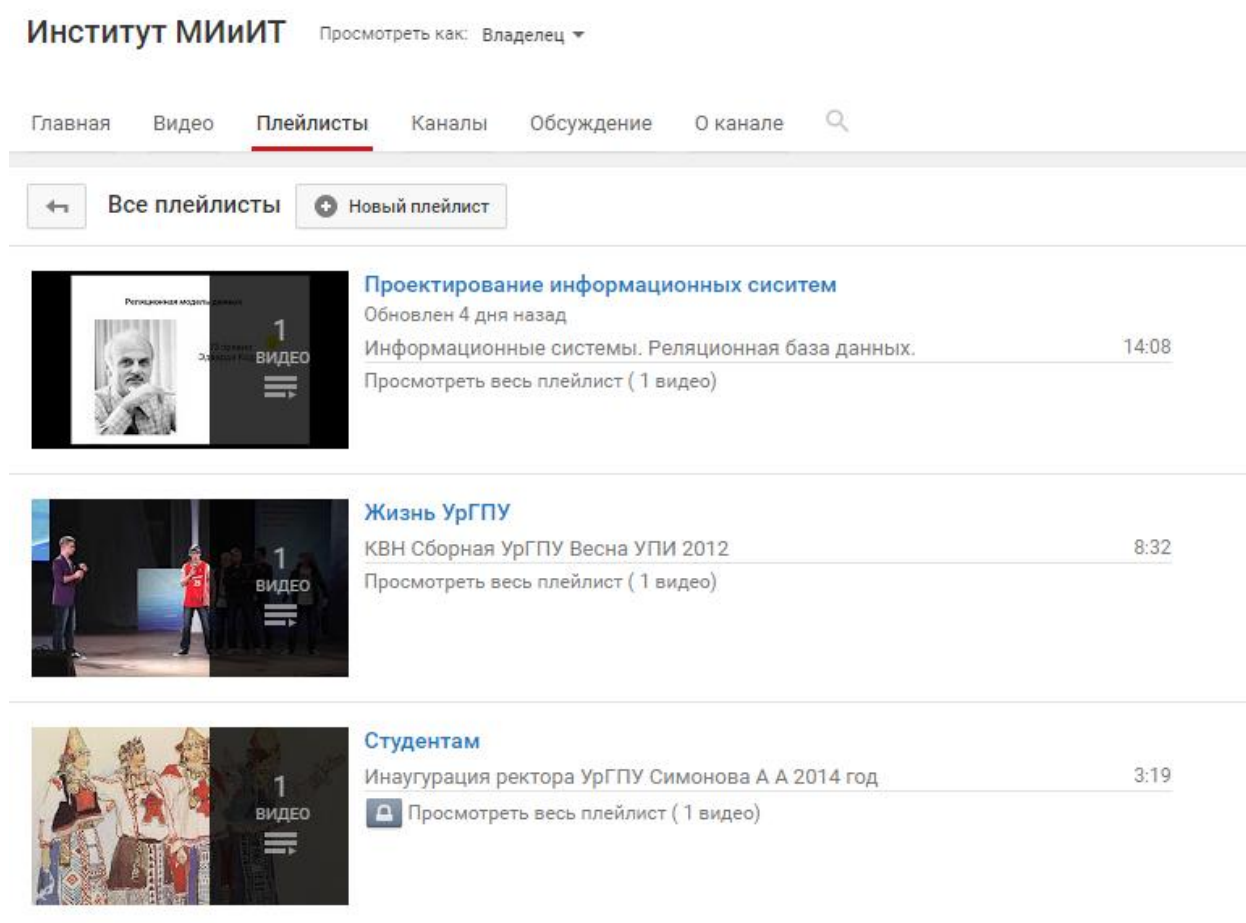 Институт МИиИТ Просмотреть как: Владелец
Главная Видео Плейлисты Каналы Обсуждение О канале
Все плейлисты Новый плейлист
Реляционная модель данных
1
ВИДЕО
Проектирование информационных сиситем
Обновлен 4 дня назад
Информационные системы. Реляционная база данных. 14:08
Просмотреть весь плейлист ( 1 видео)
1
ВИДЕО
Жизнь УрГПУ
КВН Сборная УрГПУ Весна УПИ 2012 8:32
Просмотреть весь плейлист ( 1 видео)
1
ВИДЕО
Студентам
Инаугурация ректора УрГПУ Симонова А А 2014 год 3:19
Просмотреть весь плейлист ( 1 видео)